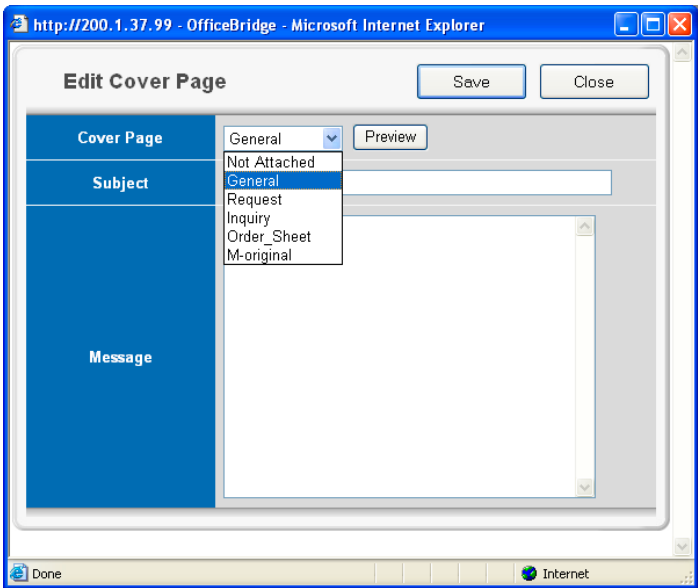 http://200.1.37.99 - OfficeBridge - Microsoft Internet Explorer
Edit Cover Page
Save
Close
Cover Page
General
Preview
Not Attached
General
Request
Inquiry
Order_Sheet
M-original
Subject
Message
Done
Internet